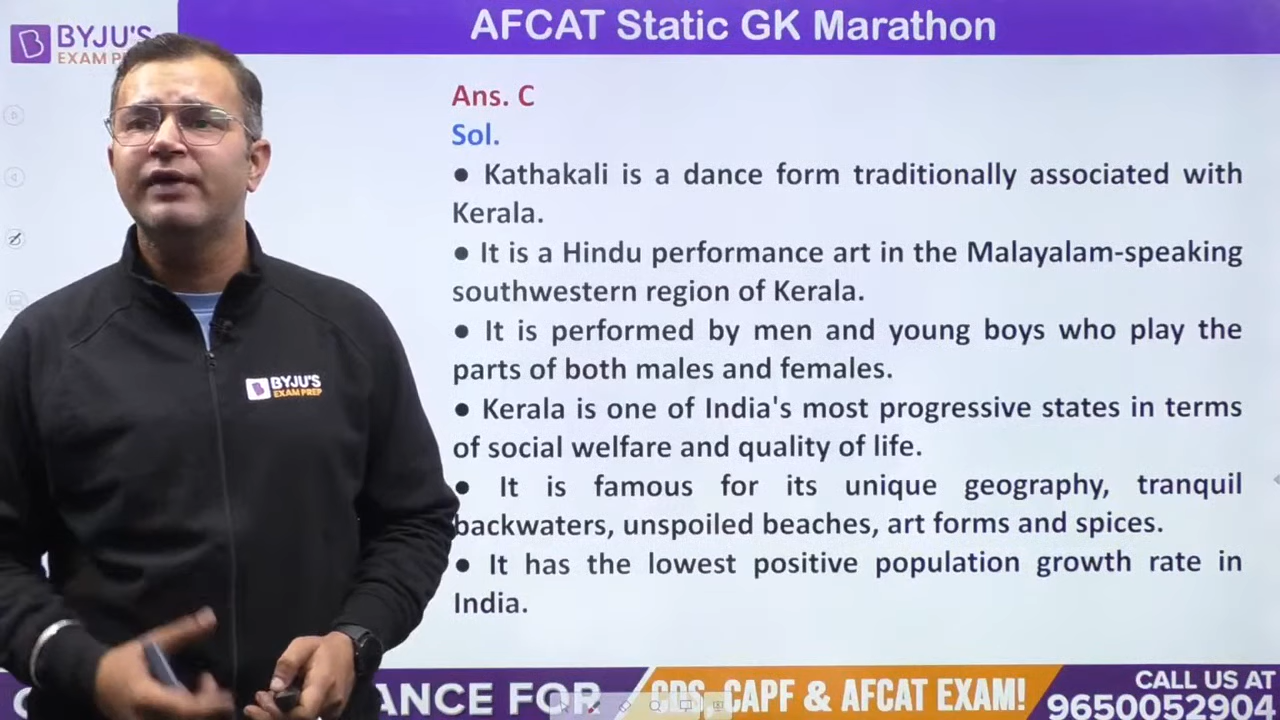 AFCAT Static GK Marathon
BYJU'S
EXAM
Ans. C
Sol.
● Kathakali is a dance form traditionally associated with
Kerala.
● It is a Hindu performance art in the Malayalam-speaking
southwestern region of Kerala.
● It is performed by men and young boys who play the
parts of both males and females.
BYJU'S
EXAM PREP
● Kerala is one of India's most progressive states in terms
of social welfare and quality of life.
● It is famous for its unique geography, tranquil
backwaters, unspoiled beaches, art forms and spices.
● It has the lowest positive population growth rate in
India.
FOR
CDS, CAPF & AFCAT EXAM!
CALL US AT
9650052904